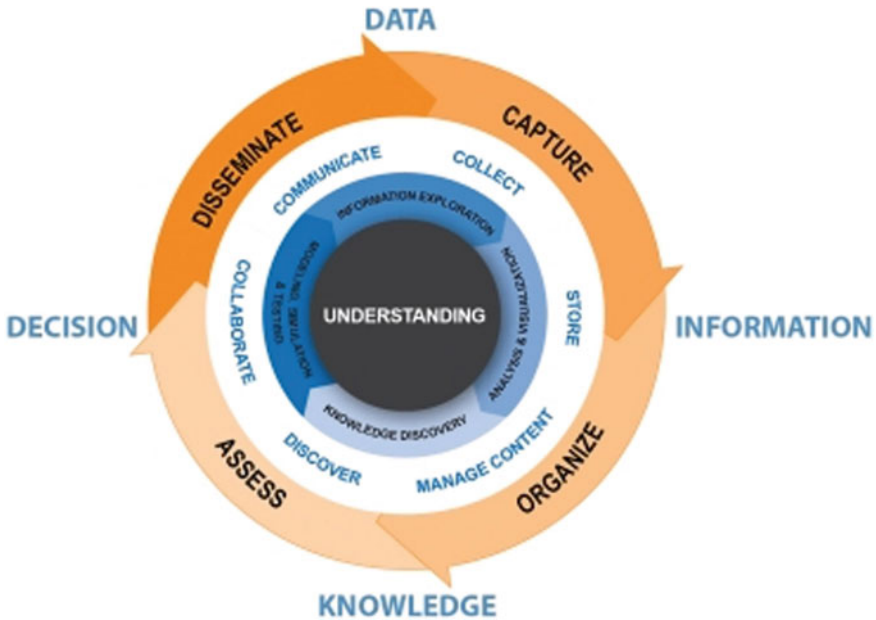 DATA
DISSEMINATE
CAPTURE
COMMUNICATE
COLLECT
INFORMATION EXPLORATION
MODELING, SIMULATION
& TESTING
UNDERSTANDING
ANALYSIS & VISUALIZATION
COLLABORATE
STORE
DECISION
INFORMATION
KNOWLEDGE DISCOVERY
DISCOVER
MANAGE CONTENT
ASSESS
ORGANIZE
KNOWLEDGE